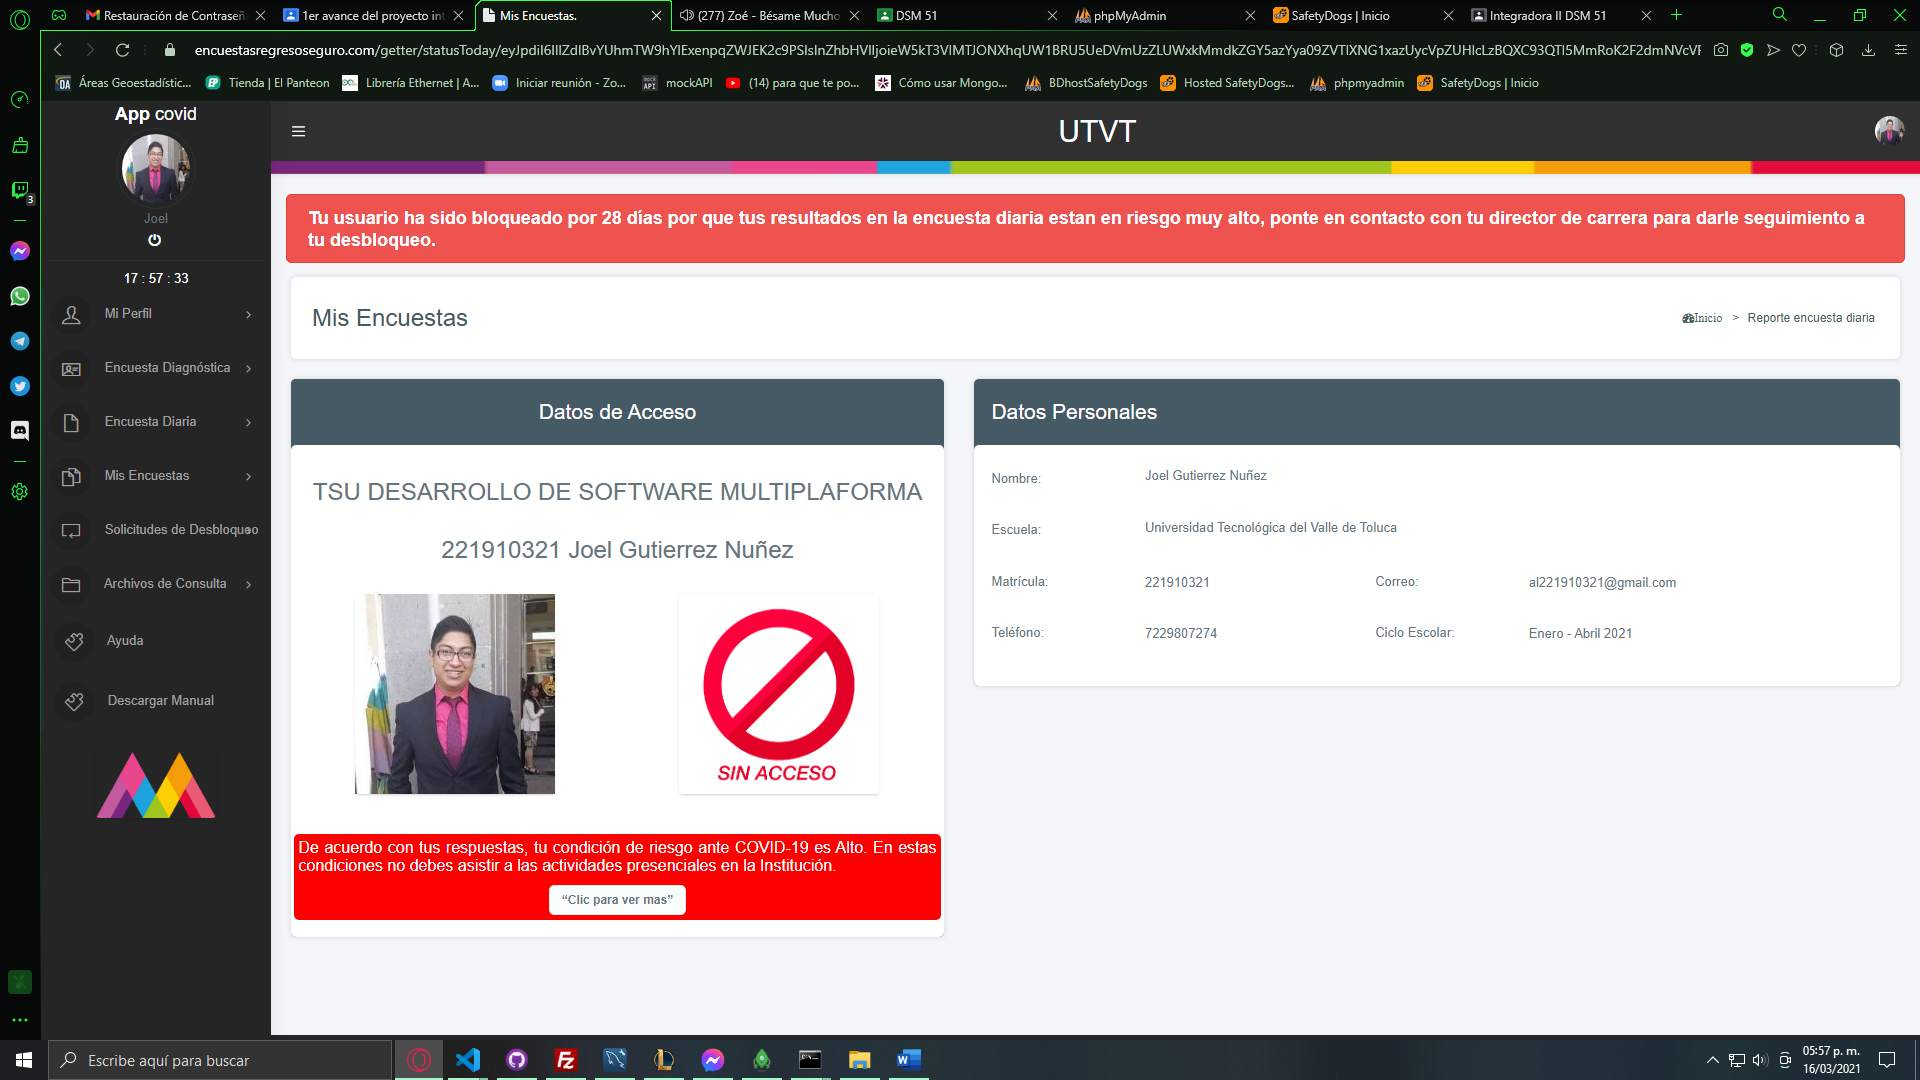 Restauración de Contraseñ
1er avance del proyecto int
Mis Encuestas.
(277) Zoé - Bésame Mucho
DSM 51
phpMyAdmin
SafetyDogs | Inicio
Integradora II DSM 51
Áreas Geoestadístic...
Tienda | El Panteon
Librería Ethernet | A...
Iniciar reunión - Zo...
mock API
mockAPI
(14) para que te po...
Cómo usar Mongo...
BDhostSafetyDogs
Hosted SafetyDogs...
phpmyadmin
SafetyDogs | Inicio
App covid
Joel
17 : 57 : 33
Mi Perfil
Encuesta Diagnóstica
Encuesta Diaria
Mis Encuestas
Solicitudes de Desbloqueo
Archivos de Consulta
Ayuda
Descargar Manual
UTVT
Tu usuario ha sido bloqueado por 28 días por que tus resultados en la encuesta diaria estan en riesgo muy alto, ponte en contacto con tu director de carrera para darle seguimiento a
tu desbloqueo.
Mis Encuestas
Inicio > Reporte encuesta diaria
Datos de Acceso
TSU DESARROLLO DE SOFTWARE MULTIPLAFORMA
221910321 Joel Gutierrez Nuñez
SIN ACCESO
De acuerdo con tus respuestas, tu condición de riesgo ante COVID-19 es Alto. En estas
condiciones no debes asistir a las actividades presenciales en la Institución.
“Clic para ver mas”
Datos Personales
Nombre: Joel Gutierrez Nuñez
Escuela: Universidad Tecnológica del Valle de Toluca
Matrícula: 221910321 Correo: al221910321@gmail.com
Teléfono: 7229807274 Ciclo Escolar: Enero - Abril 2021
3
Escribe aquí para buscar
05:57 p. m.
16/03/2021